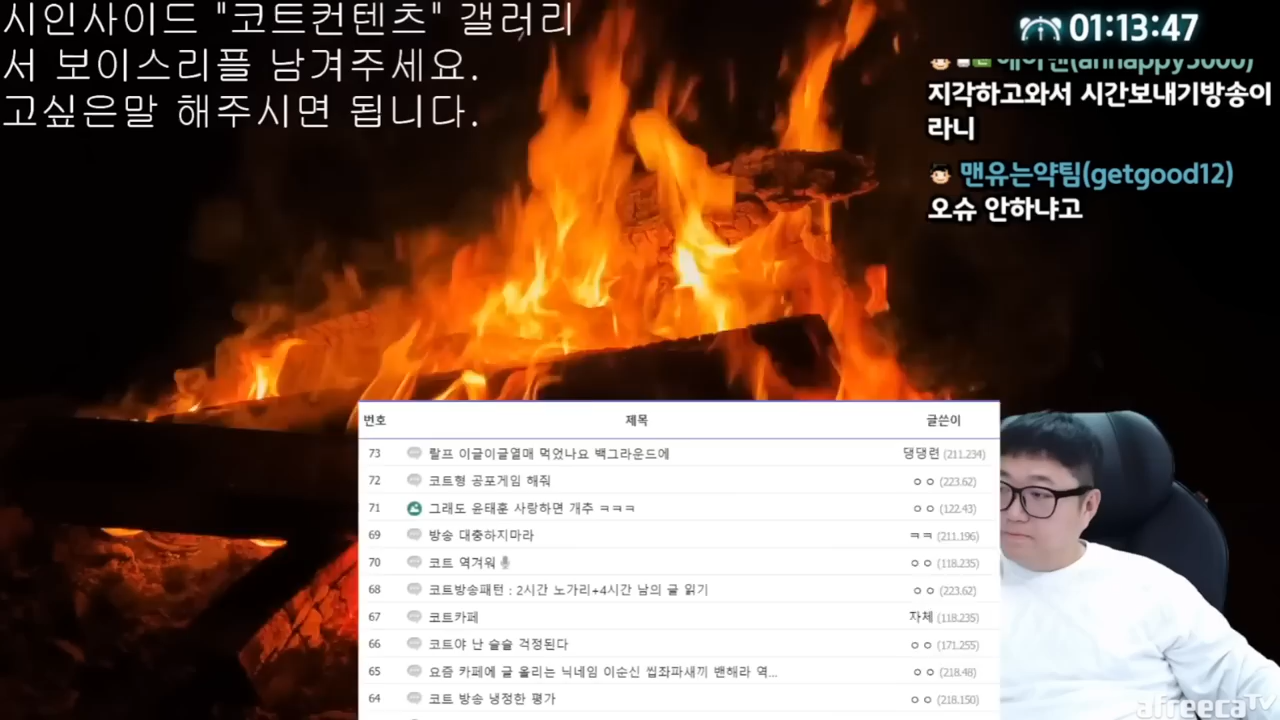 시인사이드 "코트컨텐츠" 갤러리
서 보이스리플 남겨주세요.
고싶은말 해주시면 됩니다.
01:13:47
지각하고와서 시간보내기방송이
라니
맨유는약팀(getgood12)
오슈 안하냐고
번호 제목 글쓴이
73 랄프 이글이글열매 먹었나요 백그라운드에 댕댕련 (211.234)
72 코트형 공포게임 해줘 ㅇㅇ (223.62)
71 그래도 윤태훈 사랑하면 개추 ㅋㅋㅋ ㅇㅇ (122.43)
69 방송 대충하지마라 ㅋㅋ (211.196)
70 코트 역겨워 ㅇㅇ (118.235)
68 코트방송패턴 : 2시간 노가리+4시간 남의 글 읽기 ㅇㅇ (223.62)
67 코트카페 자체 (118.235)
66 코트야 난 슬슬 걱정된다 ㅇㅇ (171.255)
65 요즘 카페에 글 올리는 닉네임 이순신 씹좌파새끼 밴해라 역... ㅇㅇ (218.48)
64 코트 방송 냉정한 평가 ㅇㅇ (218.150)
afreecaTV